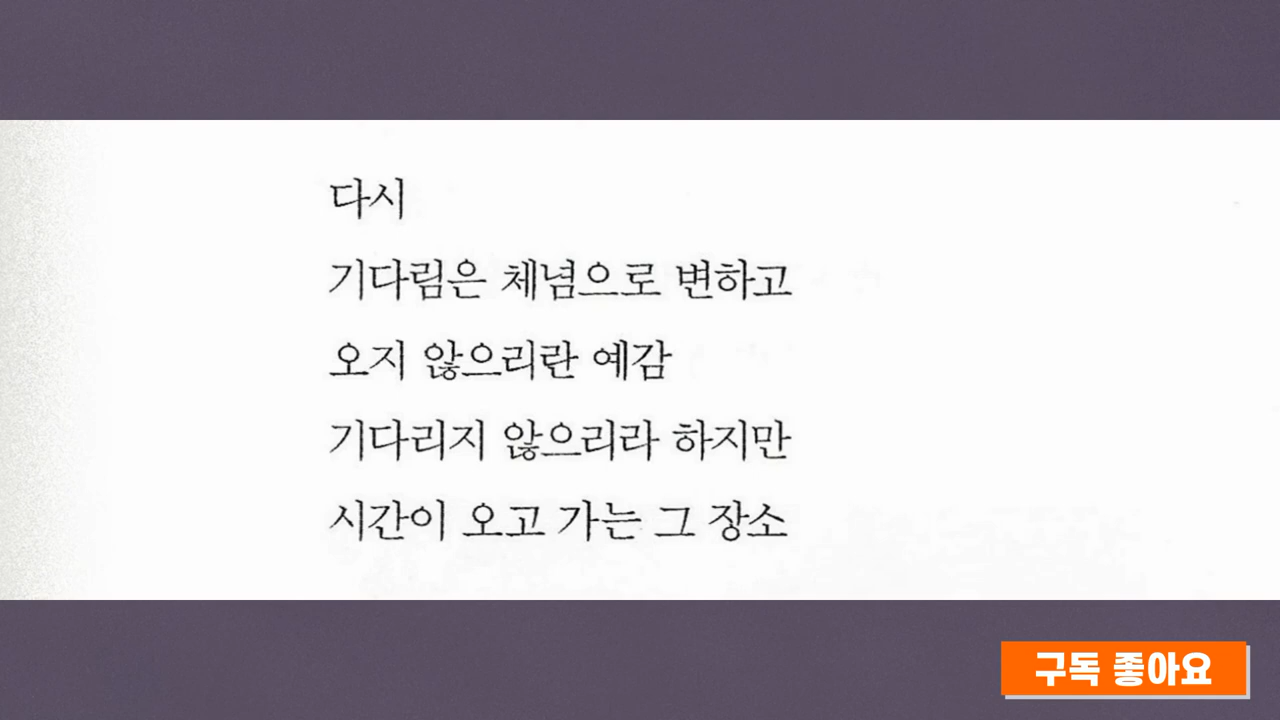 다시
기다림은 체념으로 변하고
오지 않으리란 예감
기다리지 않으리라 하지만
시간이 오고 가는 그 장소
구독 좋아요